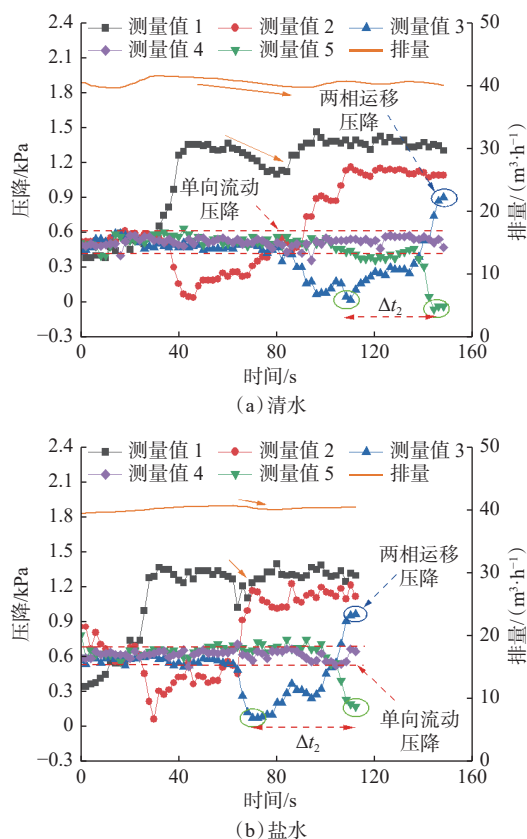 测量值 1 测量值 2 测量值 3
测量值 4 测量值 5 排量
压降/kPa
2.4
2.1
1.8
1.5
1.2
0.9
0.6
0.3
0
−0.3
两相运移
压降
单向流动
压降
Δt₂
50
40
30
20
10
0
排量/(m³·h⁻¹)
0 40 80 120 160
时间/s
(a)清水
测量值 1 测量值 2 测量值 3
测量值 4 测量值 5 排量
压降/kPa
2.4
2.1
1.8
1.5
1.2
0.9
0.6
0.3
0
−0.3
两相运移
压降
单向流动
压降
Δt₂
50
40
30
20
10
0
排量/(m³·h⁻¹)
0 40 80 120 160
时间/s
(b)盐水